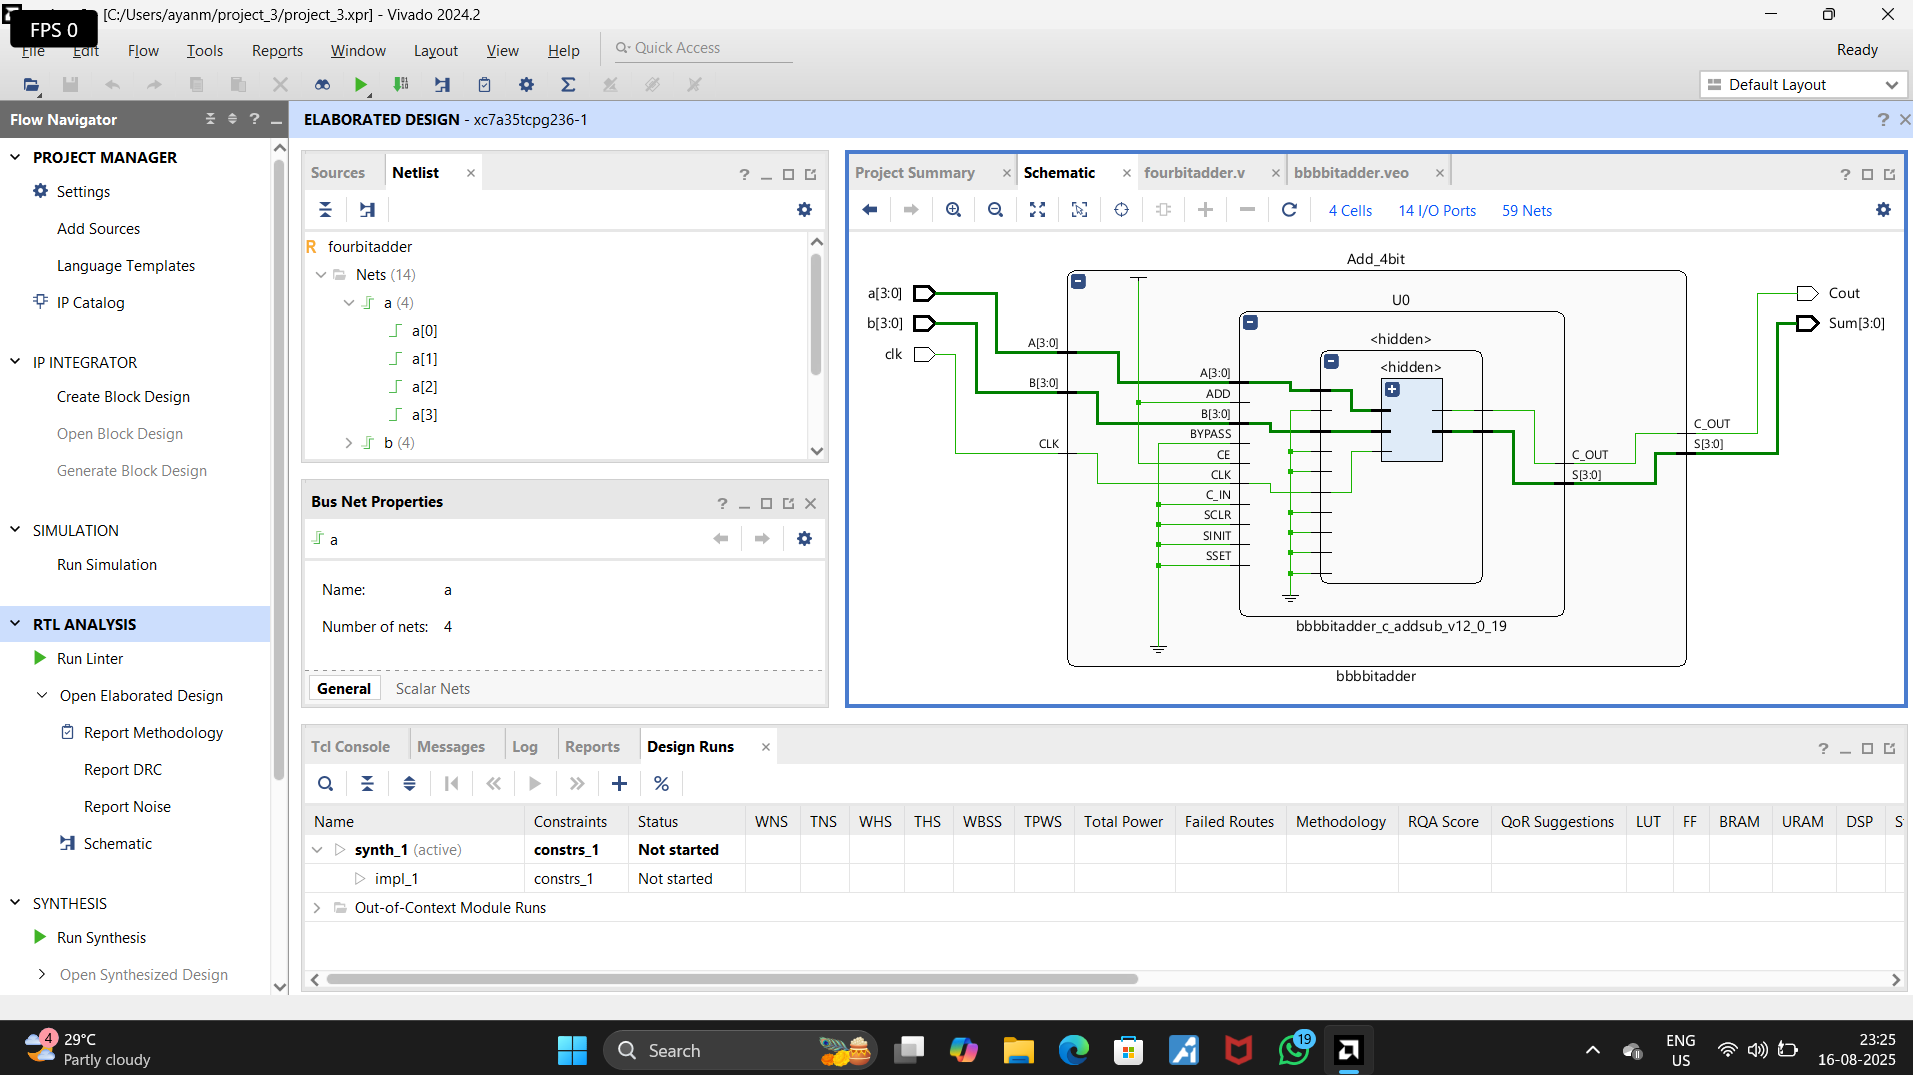 [C:/Users/ayanm/project_3/project_3.xpr] - Vivado 2024.2
FPS 0
File Edit Flow Tools Reports Window Layout View Help
Quick Access
Ready
Default Layout
Flow Navigator
PROJECT MANAGER
Settings
Add Sources
Language Templates
IP Catalog
IP INTEGRATOR
Create Block Design
Open Block Design
Generate Block Design
SIMULATION
Run Simulation
RTL ANALYSIS
Run Linter
Open Elaborated Design
Report Methodology
Report DRC
Report Noise
Schematic
SYNTHESIS
Run Synthesis
Open Synthesized Design
ELABORATED DESIGN - xc7a35tcpg236-1
Sources Netlist
R fourbitadder
Nets (14)
a (4)
a[0]
a[1]
a[2]
a[3]
b (4)
Bus Net Properties
a
Name: a
Number of nets: 4
General Scalar Nets
Project Summary Schematic fourbitadder.v bbbbitadder.veo
4 Cells 14 I/O Ports 59 Nets
Add_4bit
a[3:0]
b[3:0]
clk
A[3:0]
B[3:0]
CLK
U0
A[3:0]
ADD
B[3:0]
BYPASS
CE
CLK
C_IN
SCLR
SINIT
SSET
<hidden>
<hidden>
C_OUT
S[3:0]
bbbbitadder_c_addsub_v12_0_19
C_OUT
S[3:0]
bbbbitadder
Cout
Sum[3:0]
Tcl Console Messages Log Reports Design Runs
Name Constraints Status WNS TNS WHS THS WBSS TPWS Total Power Failed Routes Methodology RQA Score QoR Suggestions LUT FF BRAM URAM DSP S
synth_1 (active) constrs_1 Not started
impl_1 constrs_1 Not started
Out-of-Context Module Runs
4
29°C
Partly cloudy
Search
19
ENG
US
23:25
16-08-2025